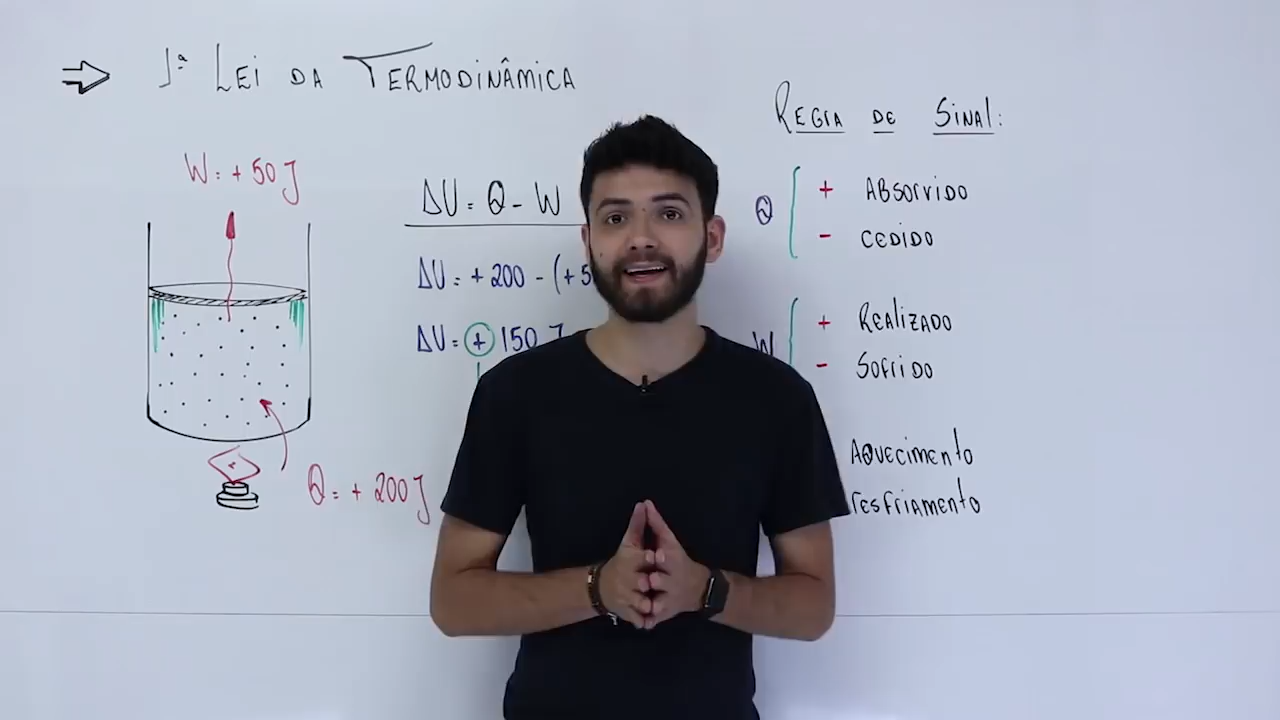 ⇒ 1ª LEI DA TERMODINÂMICA
W = + 50 J
Q = + 200 J
ΔU = Q - W
ΔU = + 200 - (+ 5
ΔU = + 150 J
REGRA DE SINAL:
Q
+ ABSORVIDO
- CEDIDO
W
+ REALIZADO
- SOFRIDO
AQUECIMENTO
RESFRIAMENTO